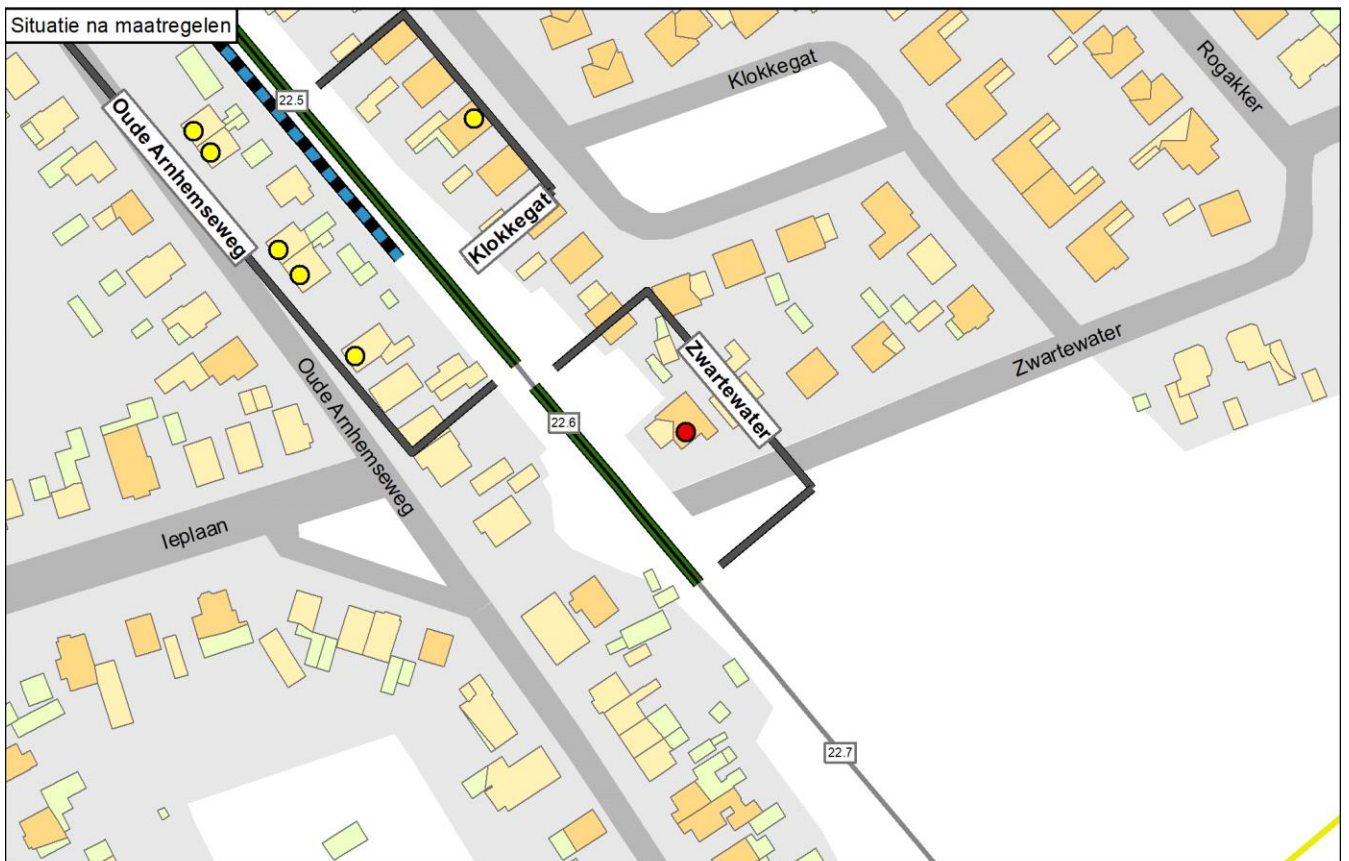 Situatie na maatregelen
Klokkegat
Rogakker
22.5
Oude Arnhemseweg
Klokkegat
Zwartewater
Zwartewater
Oude Arnhemseweg
22.6
Ieplaan
22.7